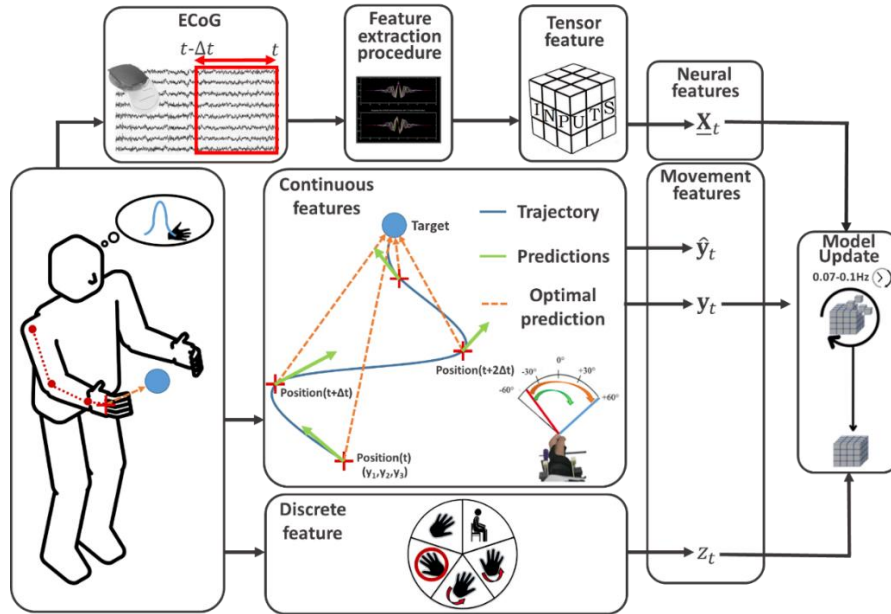 ECoG
t-Δt
t
Feature
extraction
procedure
Tensor
feature
INPUTS
Neural
features
X̲t
Continuous
features
Target
Trajectory
Predictions
Optimal
prediction
Position(t+Δt)
Position(t+2Δt)
Position(t)
(y₁,y₂,y₃)
-60°
-30°
0°
+30°
+60°
Movement
features
ŷt
yt
zt
Model
Update
0.07-0.1Hz
Discrete
feature